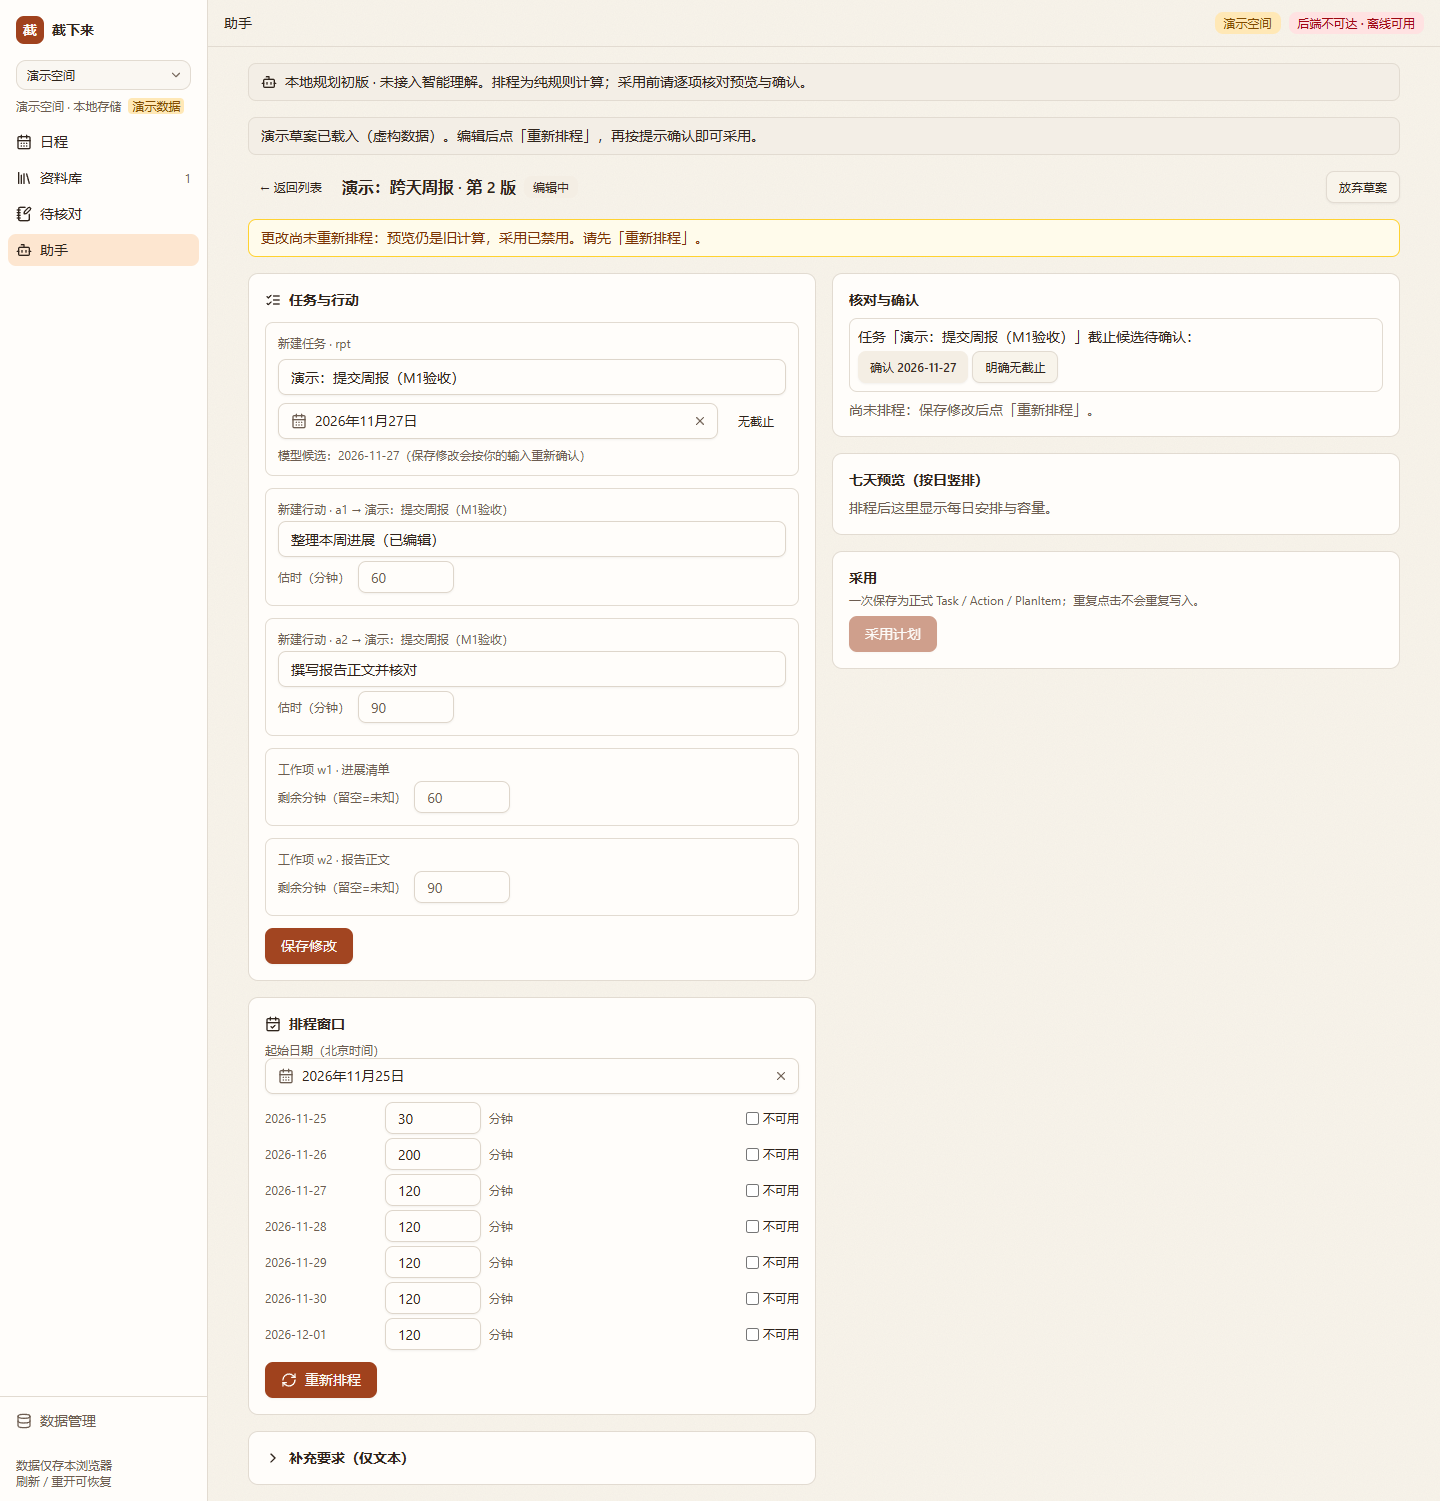 截 截下来
演示空间
演示空间 · 本地存储 演示数据
日程
资料库 1
待核对
助手
数据管理
数据仅存本浏览器
刷新 / 重开可恢复
助手
演示空间 后端不可达 · 离线可用
本地规划初版 · 未接入智能理解。排程为纯规则计算；采用前请逐项核对预览与确认。
演示草案已载入（虚构数据）。编辑后点「重新排程」，再按提示确认即可采用。
← 返回列表 演示：跨天周报 · 第 2 版 编辑中 放弃草案
更改尚未重新排程：预览仍是旧计算，采用已禁用。请先「重新排程」。
任务与行动
新建任务 · rpt
演示：提交周报（M1验收）
2026年11月27日 × 无截止
模型候选：2026-11-27（保存修改会按你的输入重新确认）
新建行动 · a1 → 演示：提交周报（M1验收）
整理本周进展（已编辑）
估时（分钟） 60
新建行动 · a2 → 演示：提交周报（M1验收）
撰写报告正文并核对
估时（分钟） 90
工作项 w1 · 进展清单
剩余分钟（留空=未知） 60
工作项 w2 · 报告正文
剩余分钟（留空=未知） 90
保存修改
排程窗口
起始日期（北京时间）
2026年11月25日 ×
2026-11-25 30 分钟 不可用
2026-11-26 200 分钟 不可用
2026-11-27 120 分钟 不可用
2026-11-28 120 分钟 不可用
2026-11-29 120 分钟 不可用
2026-11-30 120 分钟 不可用
2026-12-01 120 分钟 不可用
重新排程
补充要求（仅文本）
核对与确认
任务「演示：提交周报（M1验收）」截止候选待确认：
确认 2026-11-27 明确无截止
尚未排程：保存修改后点「重新排程」。
七天预览（按日竖排）
排程后这里显示每日安排与容量。
采用
一次保存为正式 Task / Action / PlanItem；重复点击不会重复写入。
采用计划